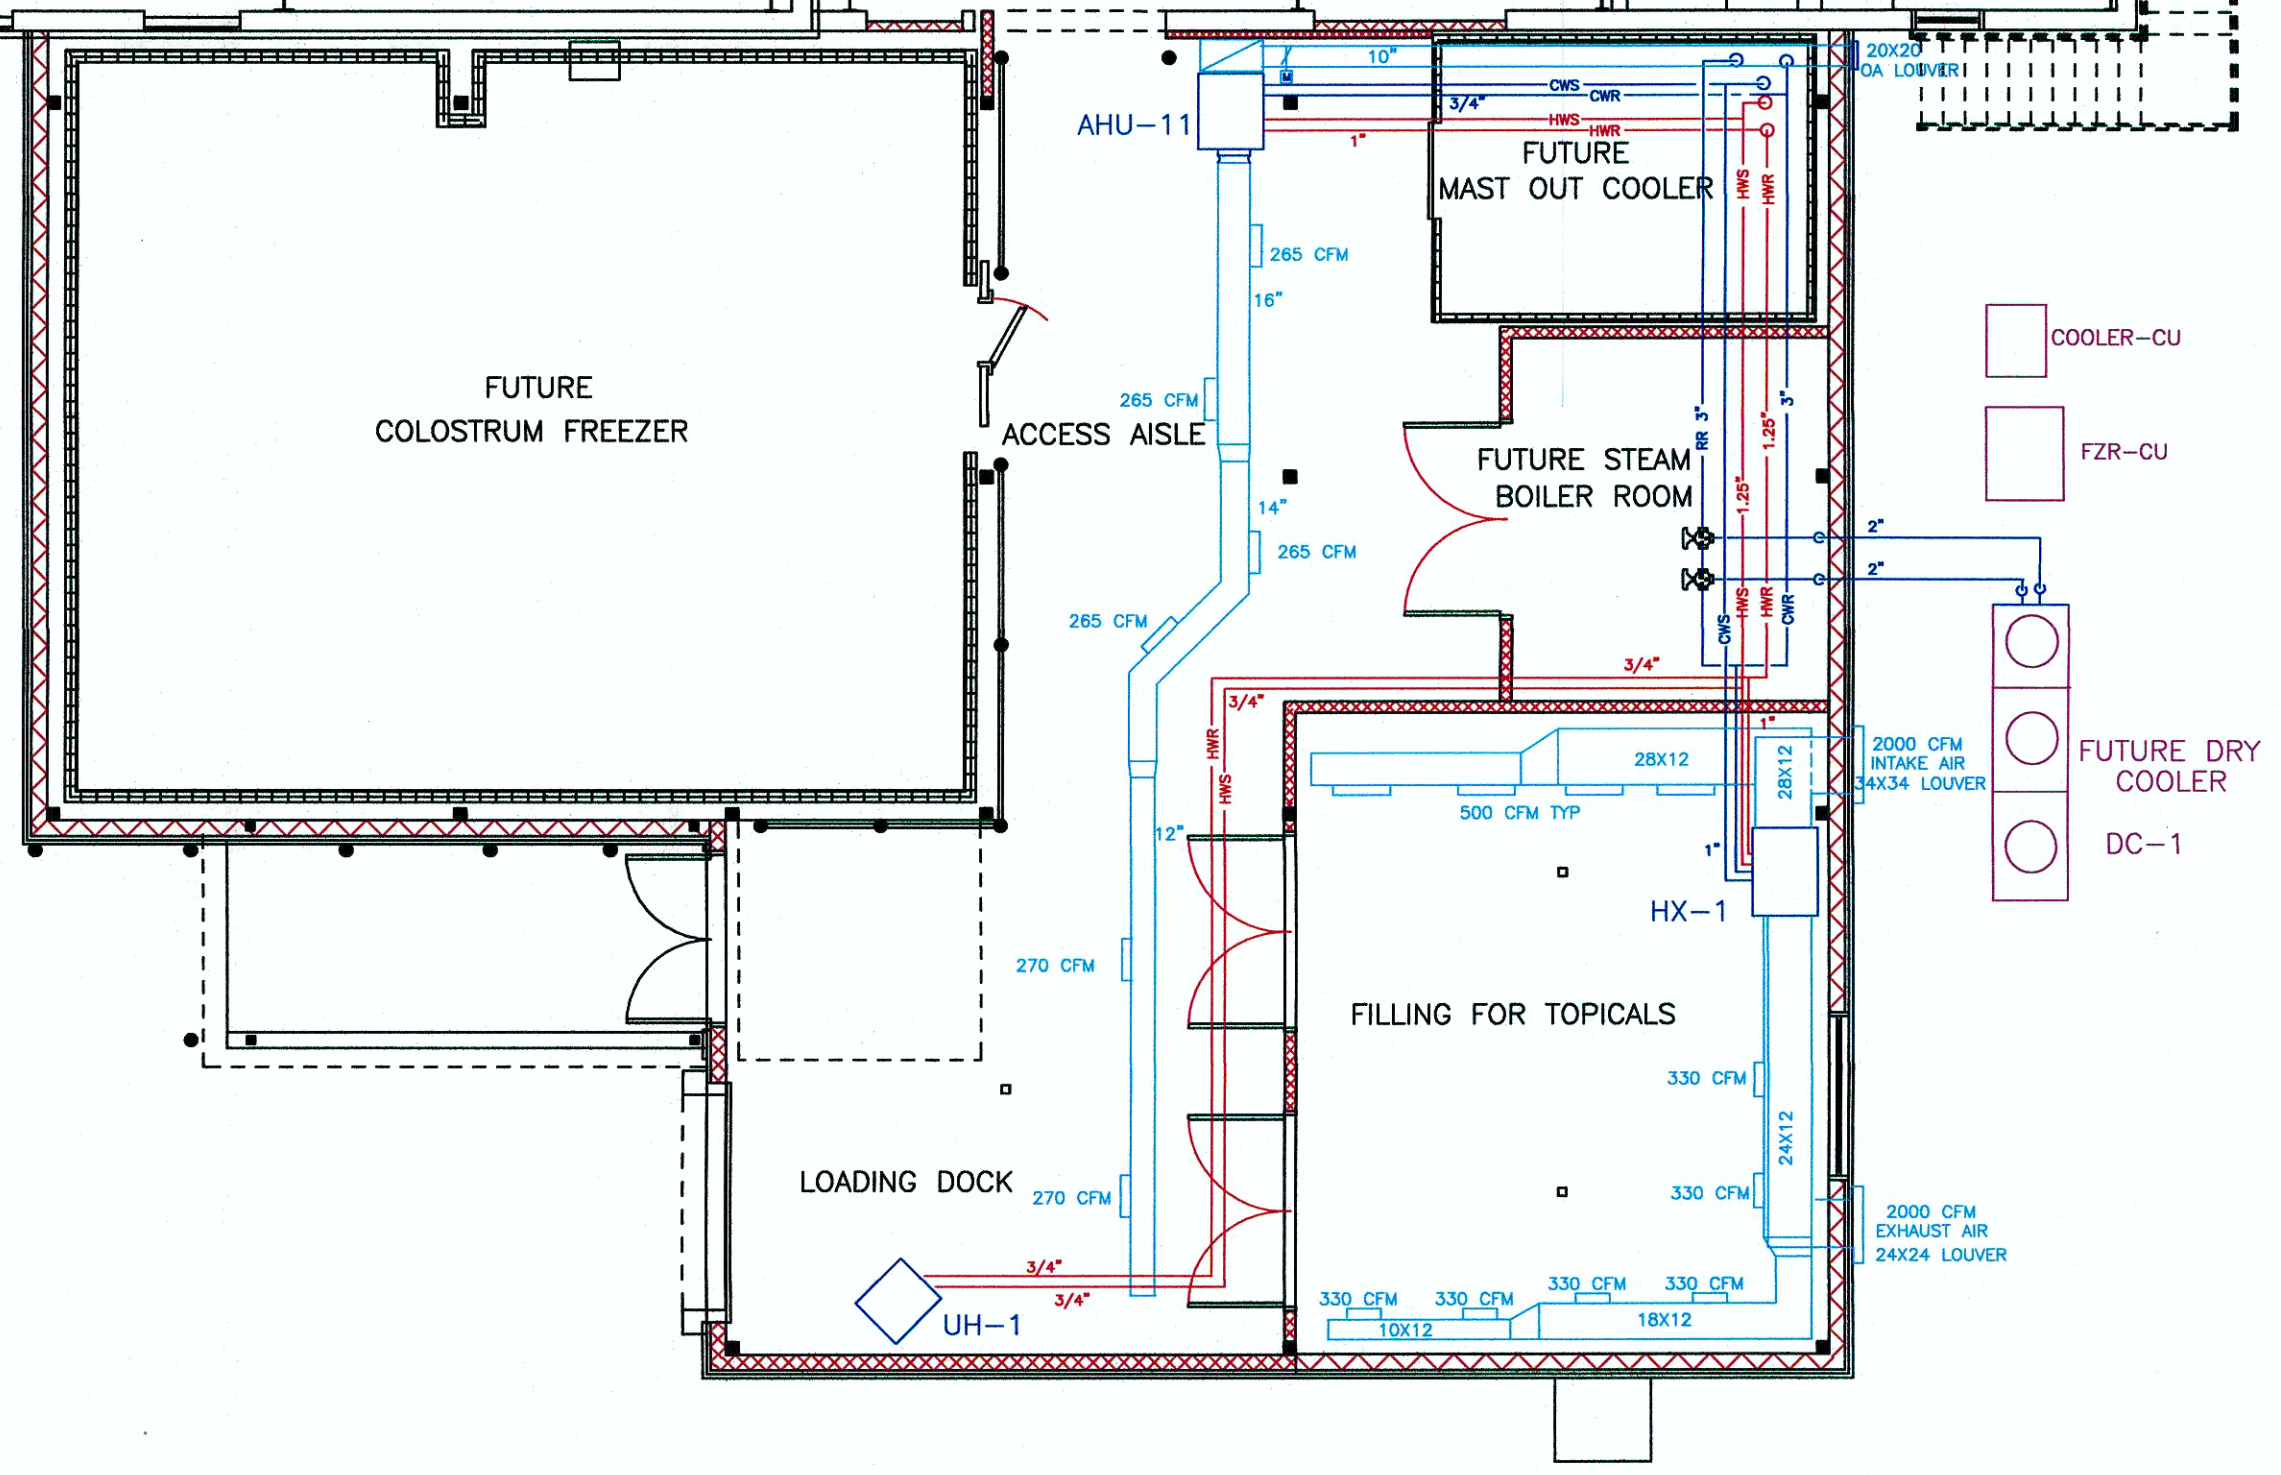 20X20
OA LOUVER
10"
M
CWS
CWR
3/4"
AHU-11
HWS
HWR
1"
FUTURE
MAST OUT COOLER
HWS
HWR
265 CFM
16"
COOLER-CU
FUTURE
COLOSTRUM FREEZER
265 CFM
ACCESS AISLE
3"
RR 3"
1.25"
1.25"
FUTURE STEAM
BOILER ROOM
FZR-CU
14"
265 CFM
2"
2"
265 CFM
CWS
HWS
HWR
CWR
3/4"
3/4"
HWR
HWS
1"
28X12
28X12
2000 CFM
INTAKE AIR
34X34 LOUVER
FUTURE DRY
COOLER
500 CFM TYP
12"
1"
DC-1
HX-1
270 CFM
FILLING FOR TOPICALS
330 CFM
24X12
LOADING DOCK
270 CFM
330 CFM
2000 CFM
EXHAUST AIR
24X24 LOUVER
3/4"
3/4"
UH-1
330 CFM
330 CFM
330 CFM
330 CFM
10X12
18X12